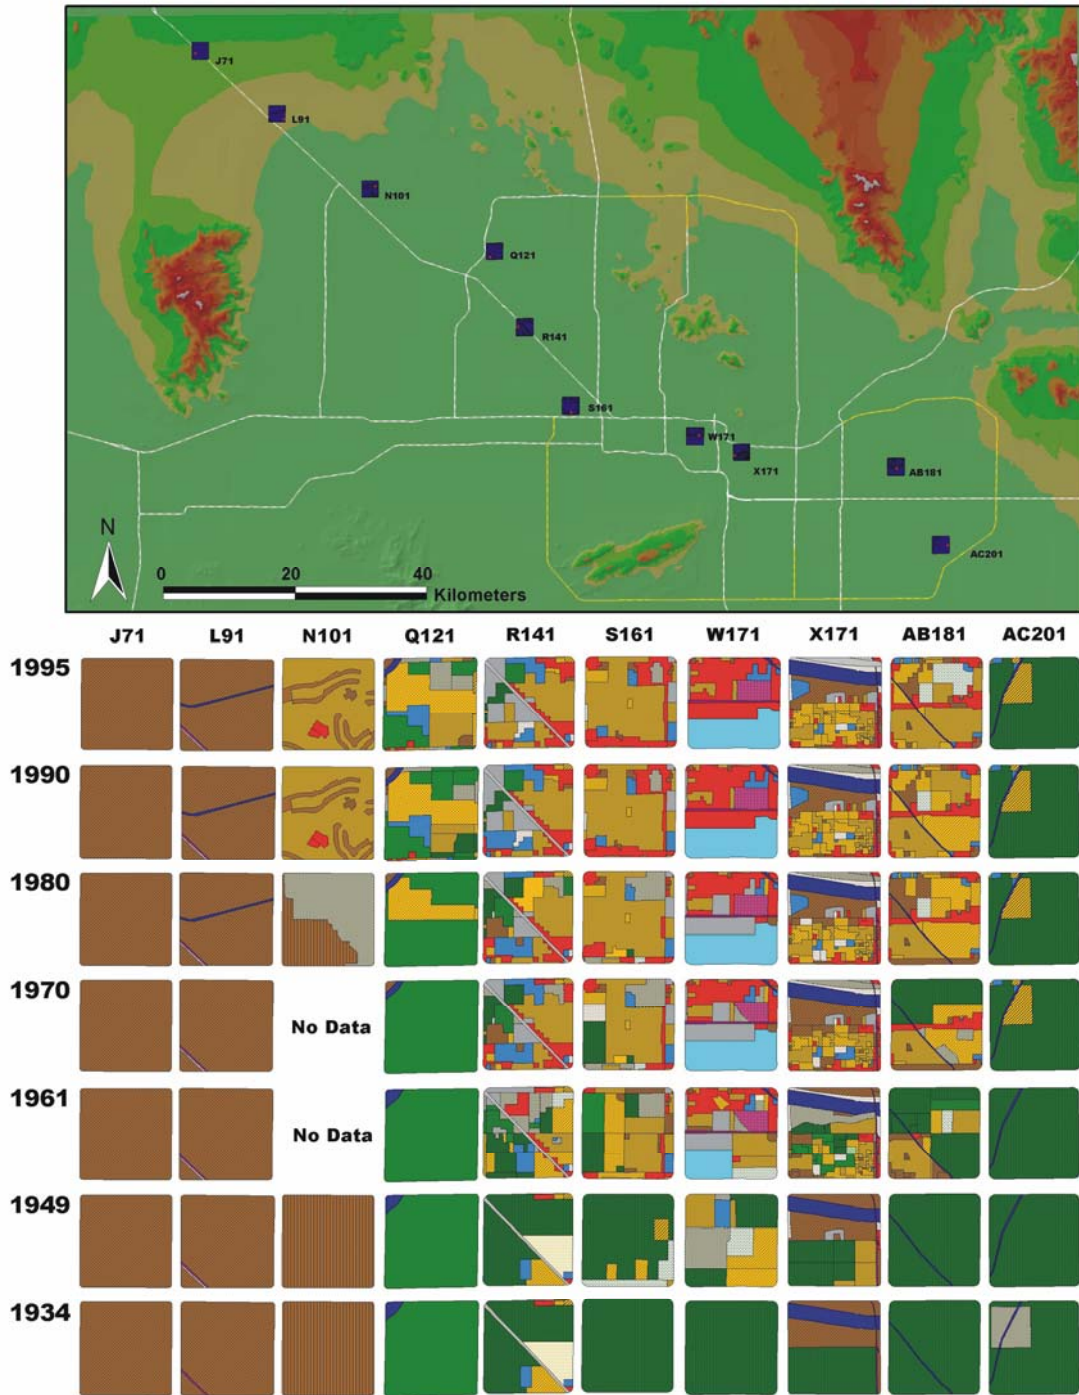 J71
L91
N101
Q121
R141
S161
W171
X171
AB181
AC201
N
0 20 40
Kilometers
J71 L91 N101 Q121 R141 S161 W171 X171 AB181 AC201
1995
1990
1980
1970
No Data
1961
No Data
1949
1934